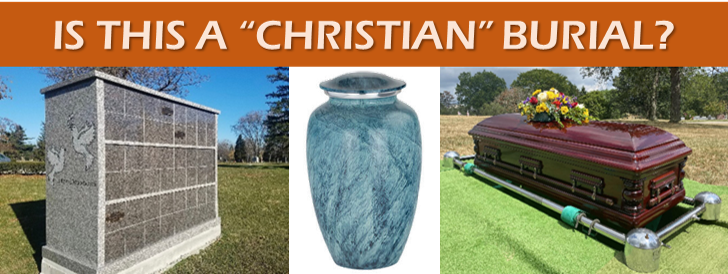 IS THIS A “CHRISTIAN” BURIAL?